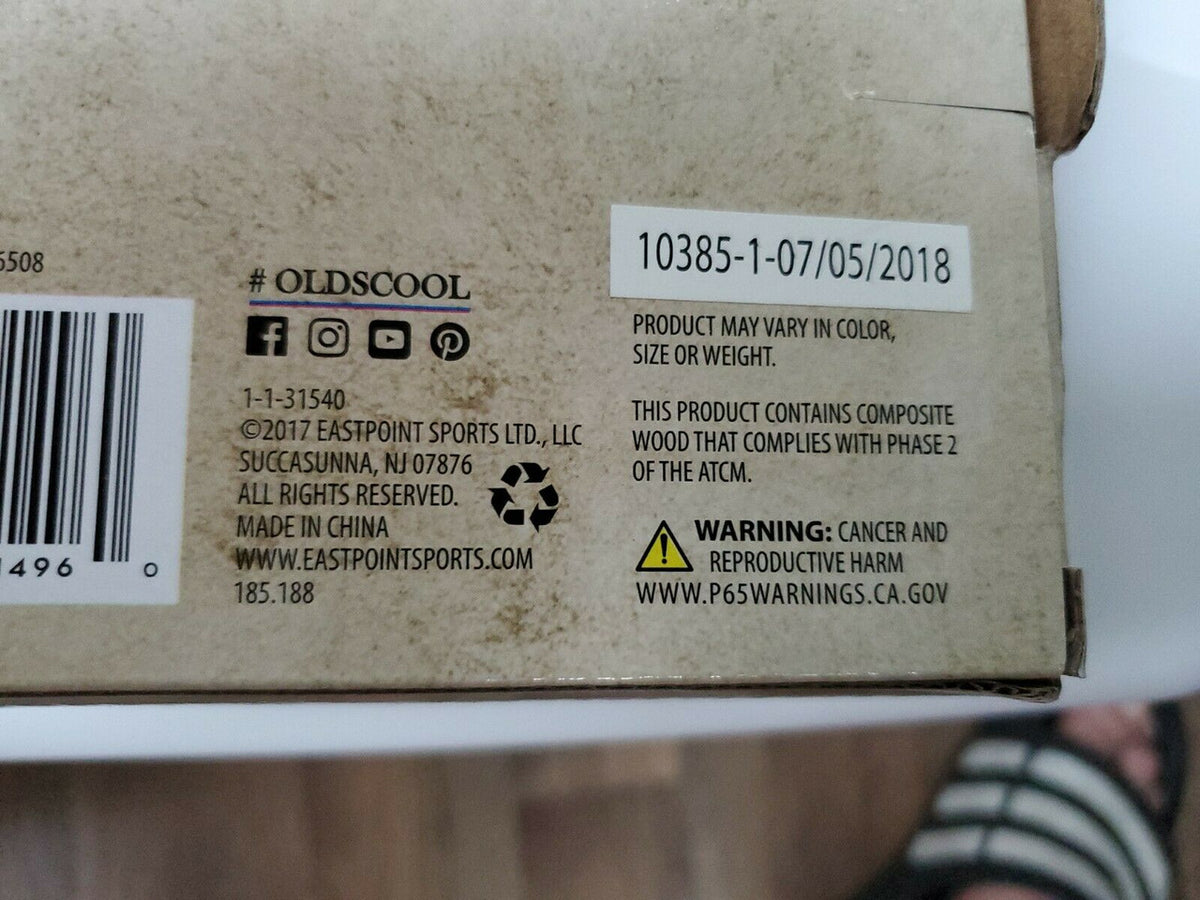 6508
1496
0
# OLDSCOOL
1-1-31540
©2017 EASTPOINT SPORTS LTD., LLC
SUCCASUNNA, NJ 07876
ALL RIGHTS RESERVED.
MADE IN CHINA
WWW.EASTPOINTSPORTS.COM
185.188
10385-1-07/05/2018
PRODUCT MAY VARY IN COLOR,
SIZE OR WEIGHT.
THIS PRODUCT CONTAINS COMPOSITE
WOOD THAT COMPLIES WITH PHASE 2
OF THE ATCM.
WARNING: CANCER AND
REPRODUCTIVE HARM
WWW.P65WARNINGS.CA.GOV